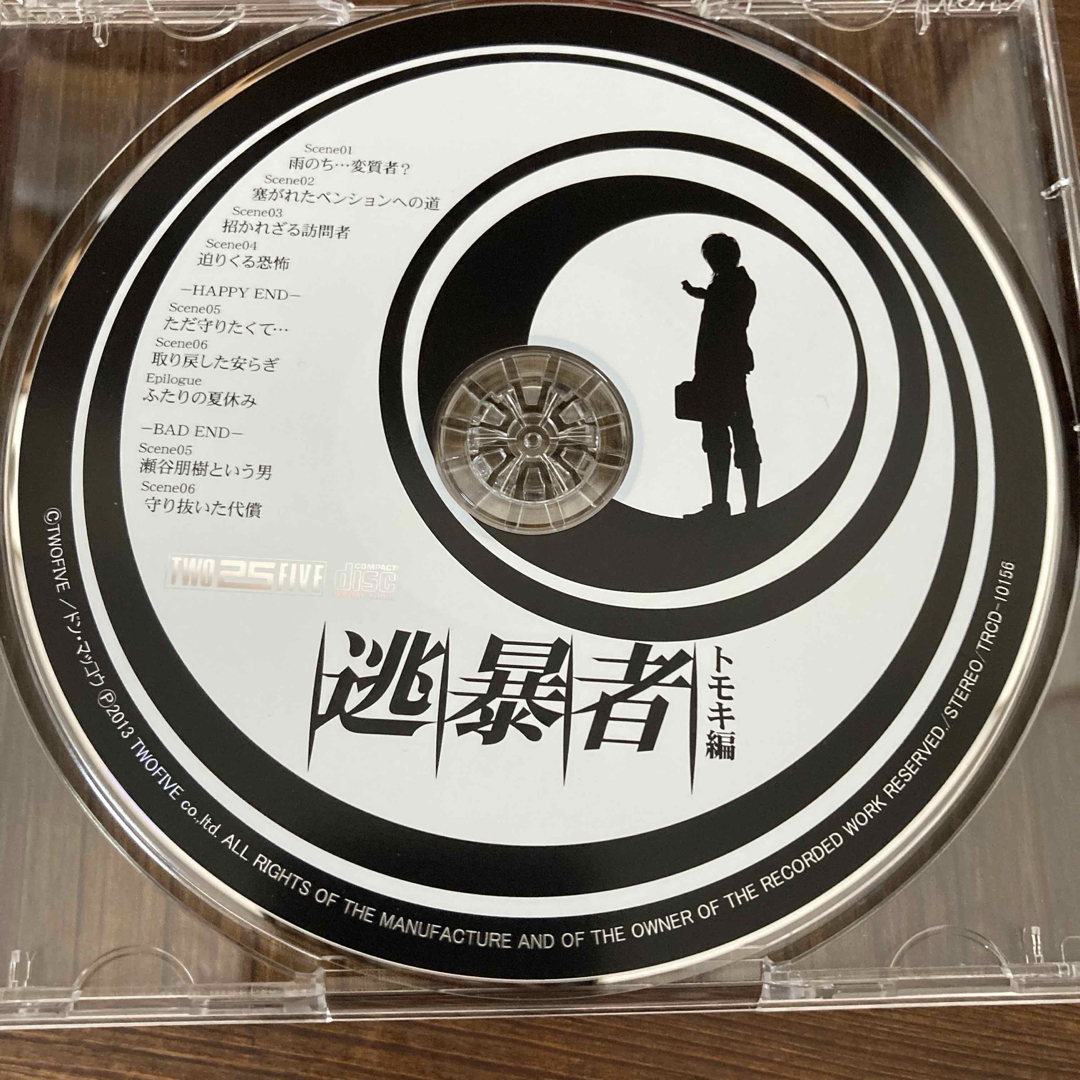 Scene01
雨のち…変質者？
Scene02
塞がれたペンションへの道
Scene03
招かれざる訪問者
Scene04
迫りくる恐怖
−HAPPY END−
Scene05
ただ守りたくて…
Scene06
取り戻した安らぎ
Epilogue
ふたりの夏休み
−BAD END−
Scene05
瀬谷朋樹という男
Scene06
守り抜いた代償
TWO 25 FIVE
COMPACT
disc
逃暴者
トモキ編
©TWOFIVE／ドン・マッコウ ℗2013 TWOFIVE co.,ltd. ALL RIGHTS OF THE MANUFACTURE AND OF THE OWNER OF THE RECORDED WORK RESERVED./STEREO/TRCD-10156